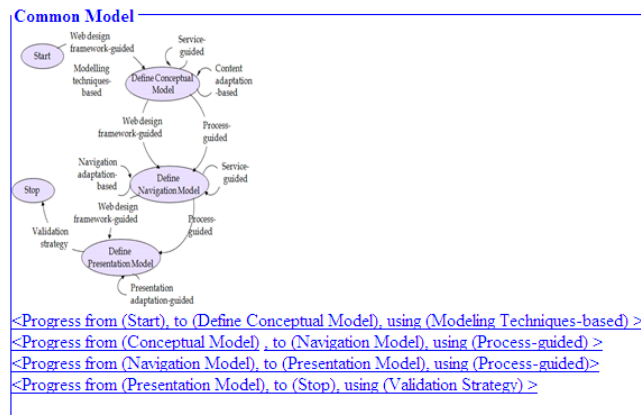 Common Model
Web design
framework-guided
Service-
guided
Start
Modelling
techniques-
based
Define Conceptual
Model
Content
adaptation
-based
Web design
framework-guided
Process-
guided
Navigation
adaptation-
based
Define
Navigation Model
Service-
guided
Stop
Web design
framework-guided
Process-
guided
Validation
strategy
Define
Presentation Model
Presentation
adaptation-guided
<Progress from (Start), to (Define Conceptual Model), using (Modeling Techniques-based) >
<Progress from (Conceptual Model) , to (Navigation Model), using (Process-guided) >
<Progress from (Navigation Model), to (Presentation Model), using (Process-guided)>
<Progress from (Presentation Model), to (Stop), using (Validation Strategy) >